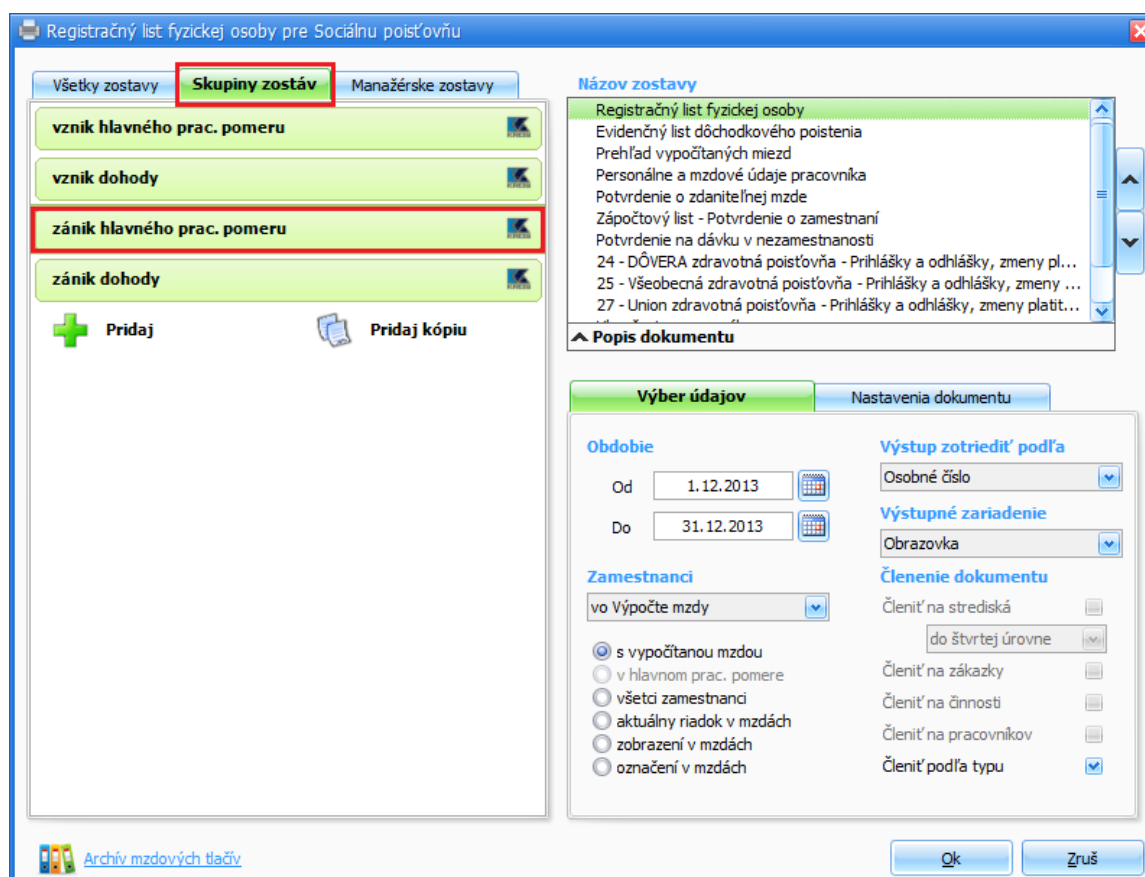 Registračný list fyzickej osoby pre Sociálnu poisťovňu
Všetky zostavy
Skupiny zostáv
Manažérske zostavy
vznik hlavného prac. pomeru
vznik dohody
zánik hlavného prac. pomeru
zánik dohody
Pridaj
Pridaj kópiu
Názov zostavy
Registračný list fyzickej osoby
Evidenčný list dôchodkového poistenia
Prehľad vypočítaných miezd
Personálne a mzdové údaje pracovníka
Potvrdenie o zdaniteľnej mzde
Zápočtový list - Potvrdenie o zamestnaní
Potvrdenie na dávku v nezamestnanosti
24 - DÔVERA zdravotná poisťovňa - Prihlášky a odhlášky, zmeny pl...
25 - Všeobecná zdravotná poisťovňa - Prihlášky a odhlášky, zmeny ...
27 - Union zdravotná poisťovňa - Prihlášky a odhlášky, zmeny platit...
Popis dokumentu
Výber údajov
Nastavenia dokumentu
Obdobie
Od
1.12.2013
Do
31.12.2013
Zamestnanci
vo Výpočte mzdy
s vypočítanou mzdou
v hlavnom prac. pomere
všetci zamestnanci
aktuálny riadok v mzdách
zobrazení v mzdách
označení v mzdách
Výstup zotriediť podľa
Osobné číslo
Výstupné zariadenie
Obrazovka
Členenie dokumentu
Členiť na strediská
do štvrtej úrovne
Členiť na zákazky
Členiť na činnosti
Členiť na pracovníkov
Členiť podľa typu
Archív mzdových tlačív
Ok
Zruš